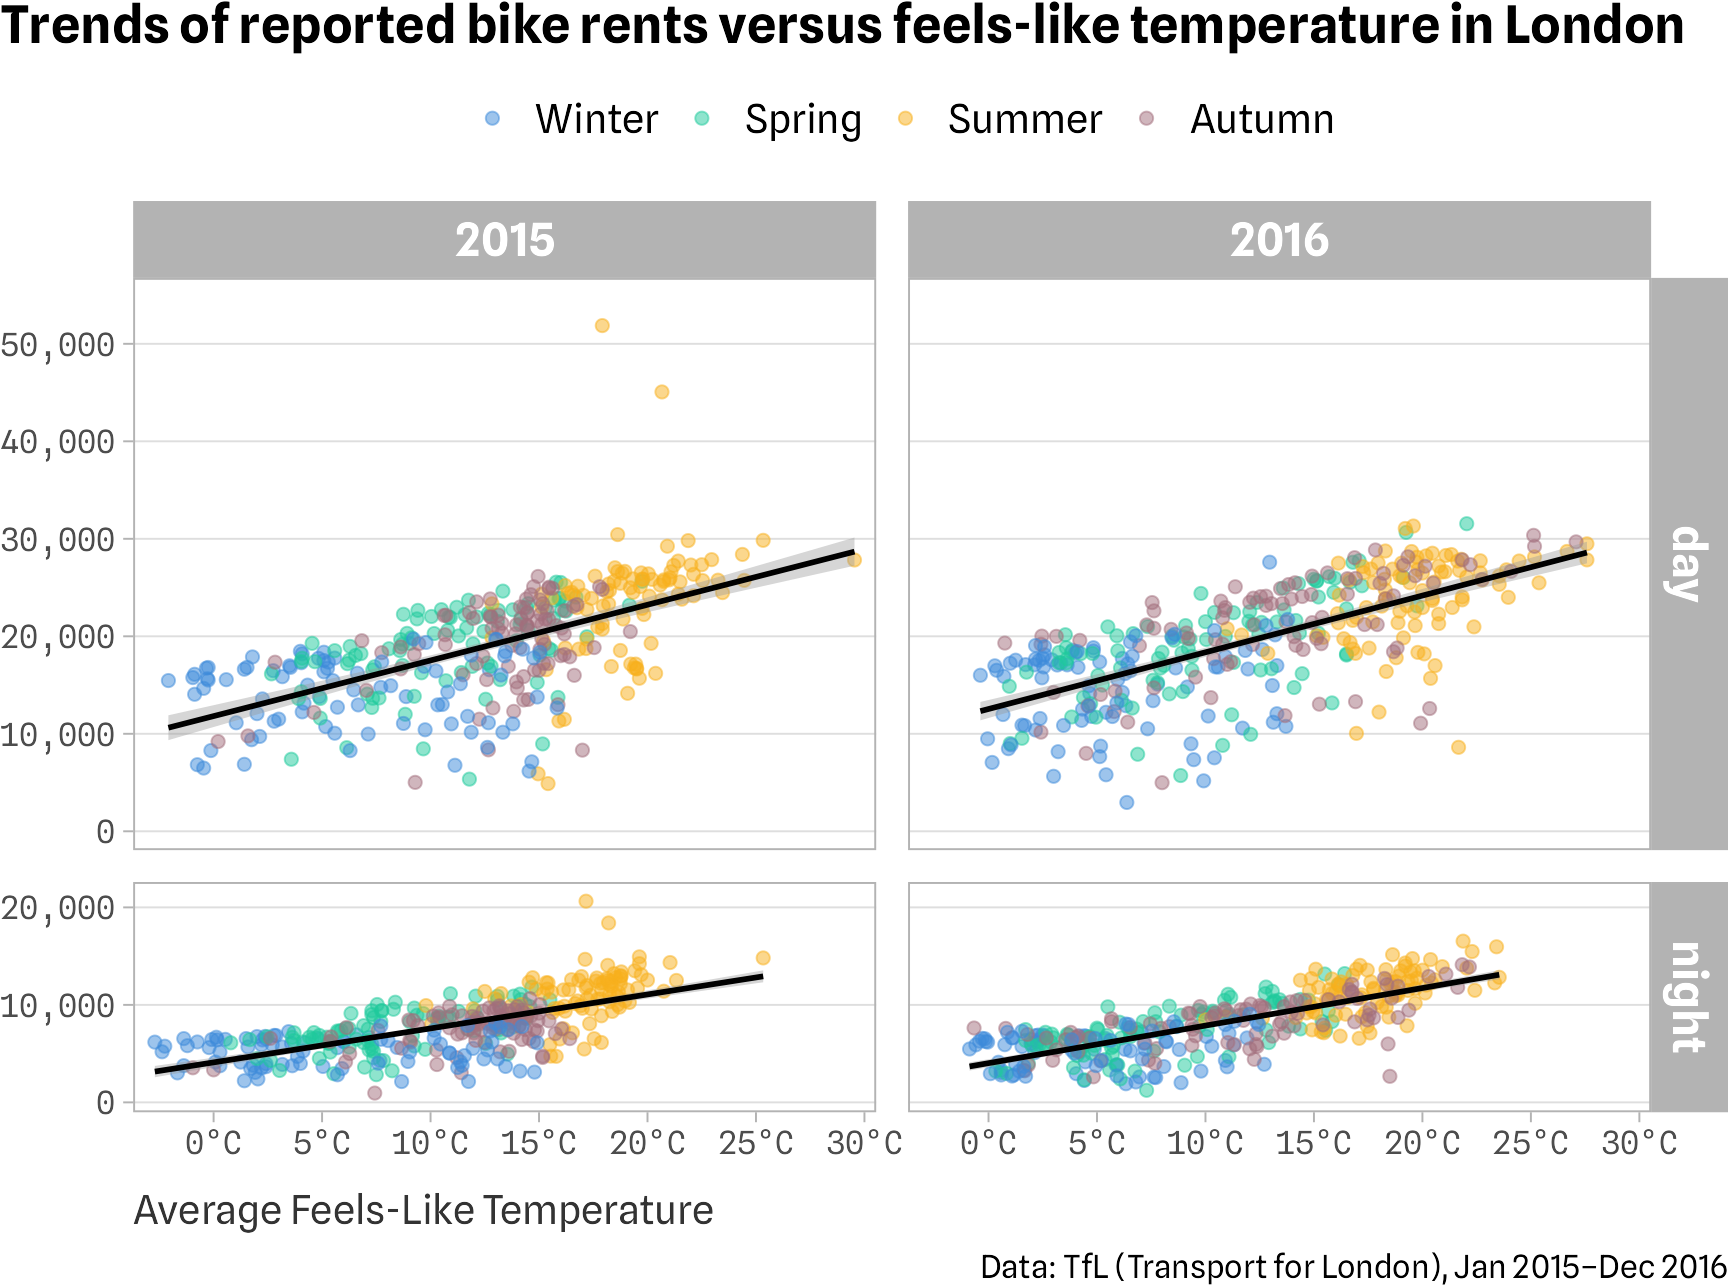 Trends of reported bike rents versus feels-like temperature in London
Winter Spring Summer Autumn
2015 2016
50,000
40,000
30,000
20,000
10,000
0
day
20,000
10,000
0
night
0°C 5°C 10°C 15°C 20°C 25°C 30°C 0°C 5°C 10°C 15°C 20°C 25°C 30°C
Average Feels-Like Temperature
Data: TfL (Transport for London), Jan 2015–Dec 2016